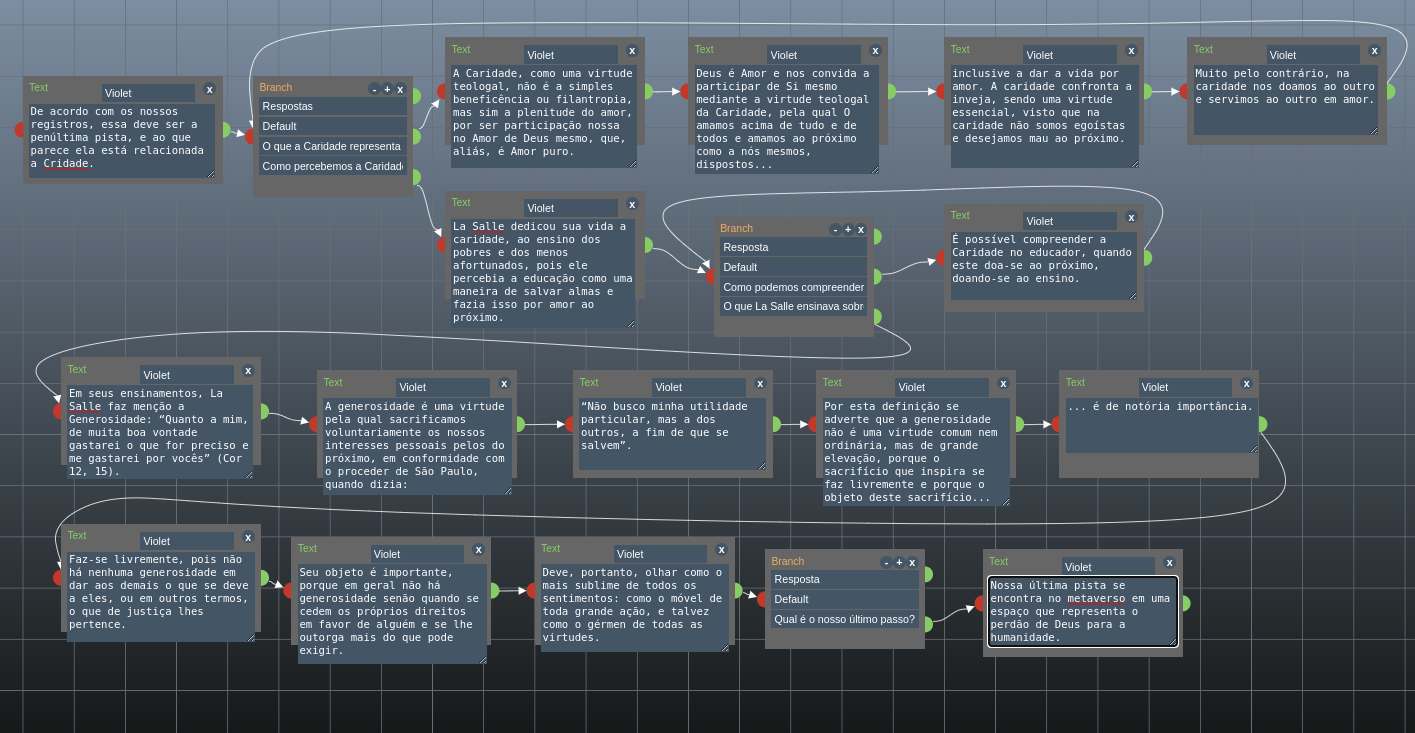 Text
Violet
x
De acordo com os nossos
registros, essa deve ser a
penúltima pista, e ao que
parece ela está relacionada
a Cridade.
Branch
- + x
Respostas
Default
O que a Caridade representa
Como percebemos a Caridade
Text
Violet
x
A Caridade, como uma virtude
teologal, não é a simples
beneficência ou filantropia,
mas sim a plenitude do amor,
por ser participação nossa
no Amor de Deus mesmo, que,
aliás, é Amor puro.
Text
Violet
x
Deus é Amor e nos convida a
participar de Si mesmo
mediante a virtude teologal
da Caridade, pela qual O
amamos acima de tudo e de
todos e amamos ao próximo
como a nós mesmos,
dispostos...
Text
Violet
x
inclusive a dar a vida por
amor. A caridade confronta a
inveja, sendo uma virtude
essencial, visto que na
caridade não somos egoístas
e desejamos mau ao próximo.
Text
Violet
x
Muito pelo contrário, na
caridade nos doamos ao outro
e servimos ao outro em amor.
Text
Violet
x
La Salle dedicou sua vida a
caridade, ao ensino dos
pobres e dos menos
afortunados, pois ele
percebia a educação como uma
maneira de salvar almas e
fazia isso por amor ao
próximo.
Branch
- + x
Resposta
Default
Como podemos compreender
O que La Salle ensinava sobr
Text
Violet
x
É possível compreender a
Caridade no educador, quando
este doa-se ao próximo,
doando-se ao ensino.
Text
Violet
x
Em seus ensinamentos, La
Salle faz menção a
Generosidade: “Quanto a mim,
de muita boa vontade
gastarei o que for preciso e
me gastarei por vocês” (Cor
12, 15).
Text
Violet
x
A generosidade é uma virtude
pela qual sacrificamos
voluntariamente os nossos
interesses pessoais pelos do
próximo, em conformidade com
o proceder de São Paulo,
quando dizia:
Text
Violet
x
“Não busco minha utilidade
particular, mas a dos
outros, a fim de que se
salvem”.
Text
Violet
x
Por esta definição se
adverte que a generosidade
não é uma virtude comum nem
ordinária, mas de grande
elevação, porque o
sacrifício que inspira se
faz livremente e porque o
objeto deste sacrifício...
Text
Violet
x
... é de notória importância.
Text
Violet
x
Faz-se livremente, pois não
há nenhuma generosidade em
dar aos demais o que se deve
a eles, ou em outros termos,
o que de justiça lhes
pertence.
Text
Violet
x
Seu objeto é importante,
porque em geral não há
generosidade senão quando se
cedem os próprios direitos
em favor de alguém e se lhe
outorga mais do que pode
exigir.
Text
Violet
x
Deve, portanto, olhar como o
mais sublime de todos os
sentimentos: como o móvel de
toda grande ação, e talvez
como o gérmen de todas as
virtudes.
Branch
- + x
Resposta
Default
Qual é o nosso último passo?
Text
Violet
x
Nossa última pista se
encontra no metaverso em uma
espaço que representa o
perdão de Deus para a
humanidade.